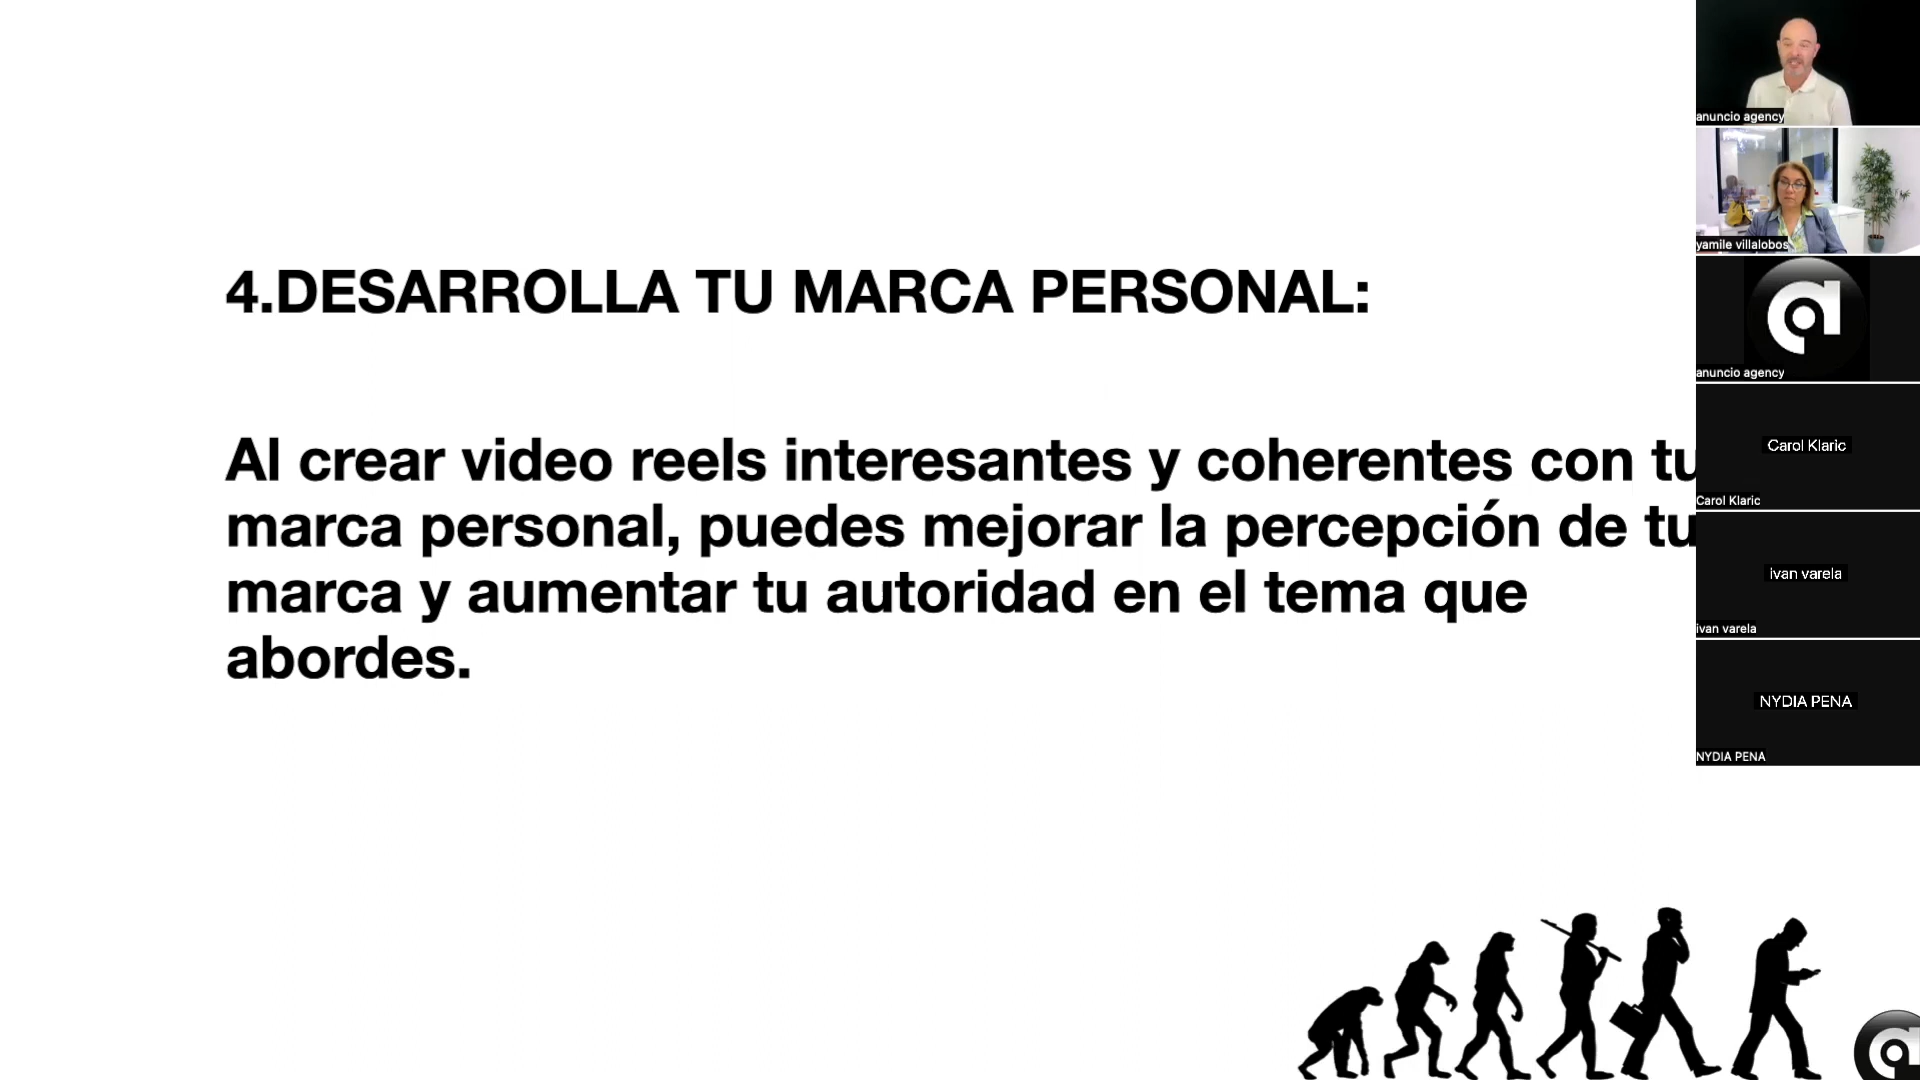 4.DESARROLLA TU MARCA PERSONAL:
Al crear video reels interesantes y coherentes con tu
marca personal, puedes mejorar la percepción de tu
marca y aumentar tu autoridad en el tema que
abordes.
anuncio agency
yamile villalobos
anuncio agency
Carol Klaric
Carol Klaric
ivan varela
ivan varela
NYDIA PENA
NYDIA PENA